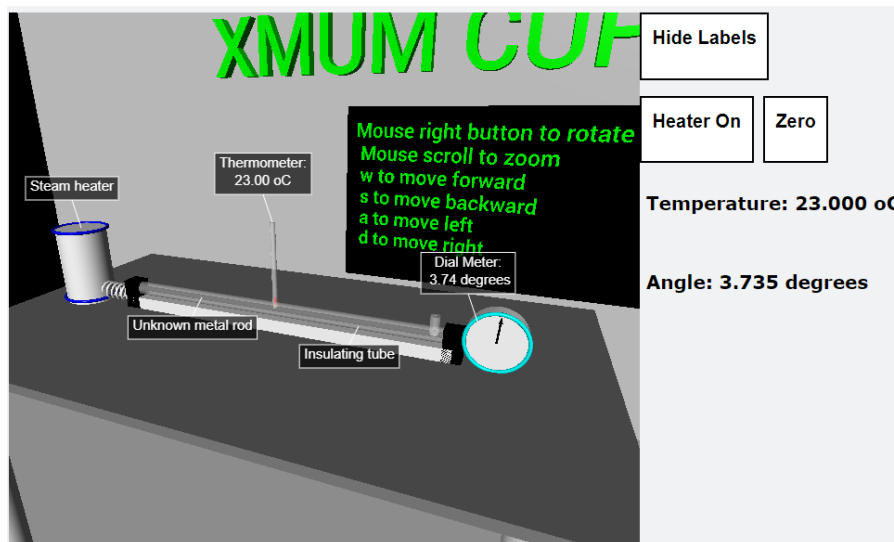 XMUM CUP
Hide Labels
Mouse right button to rotate
Mouse scroll to zoom
w to move forward
s to move backward
a to move left
d to move right
Heater On
Zero
Thermometer:
23.00 oC
Steam heater
Temperature: 23.000 oC
Dial Meter:
3.74 degrees
Angle: 3.735 degrees
Unknown metal rod
Insulating tube